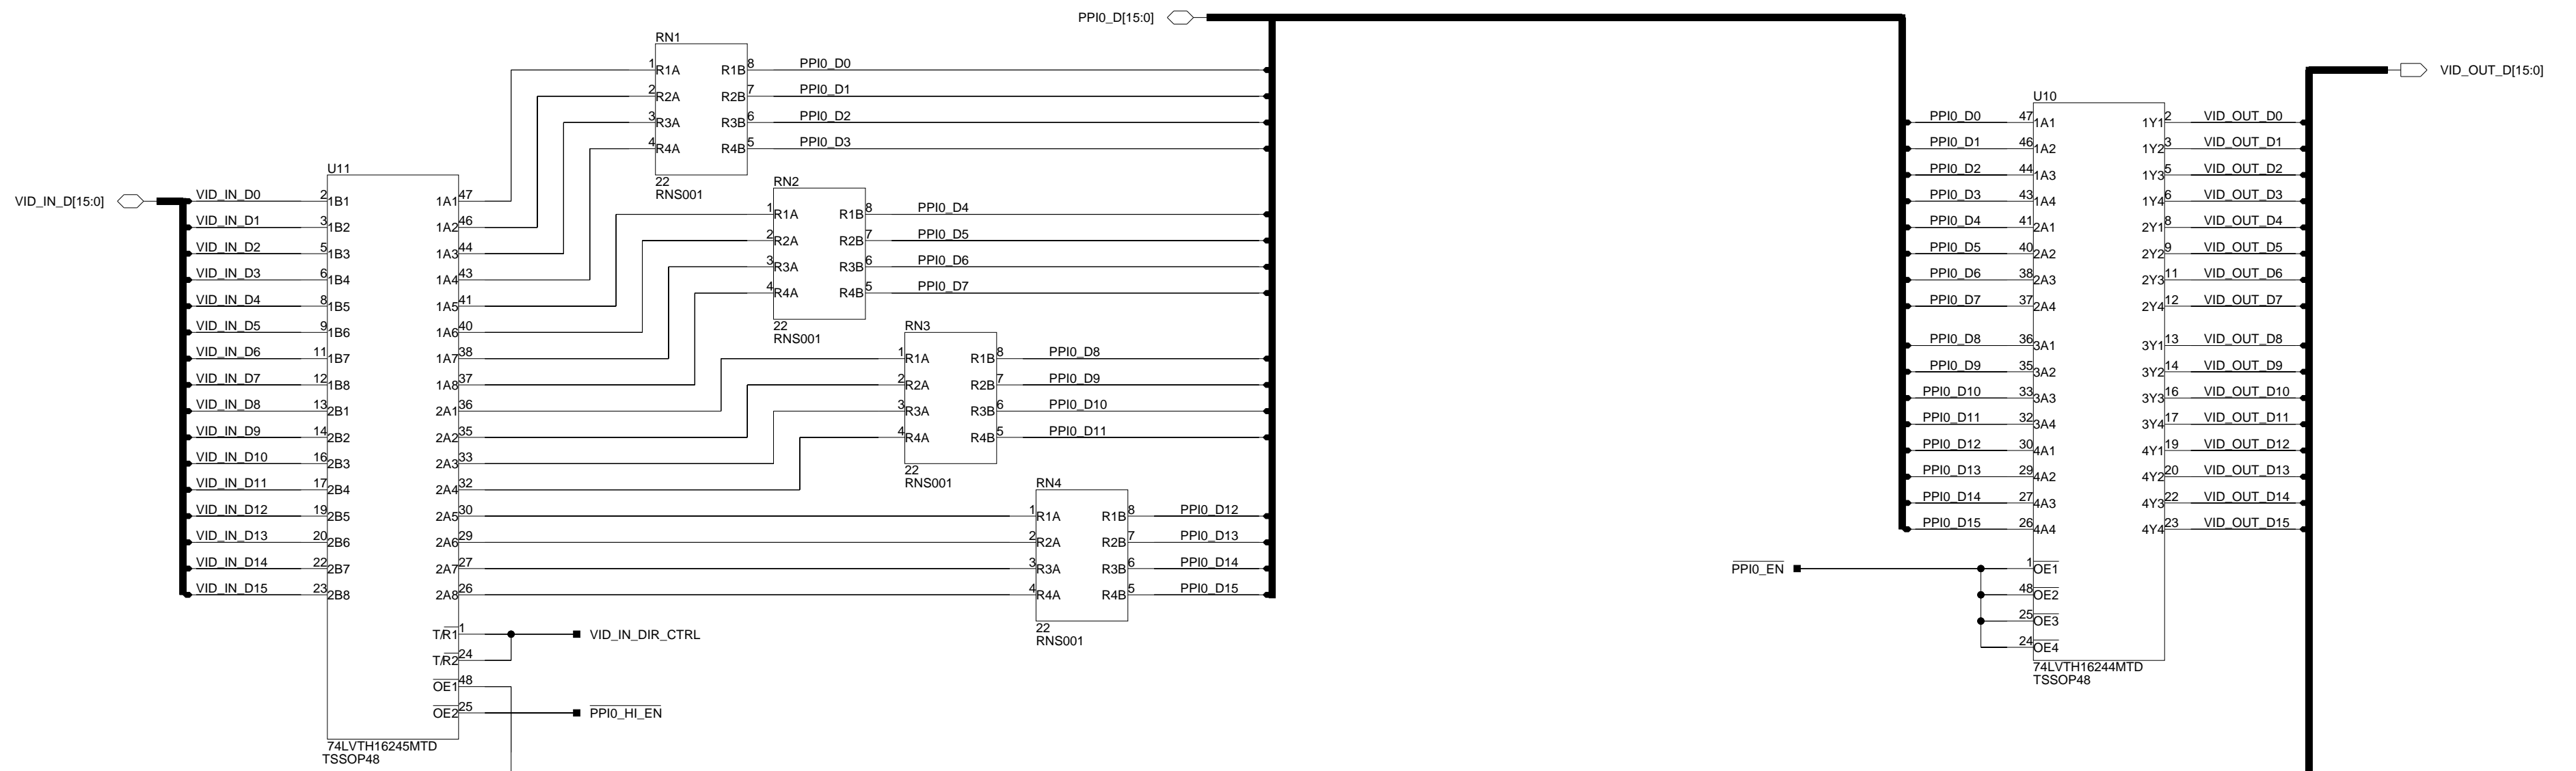 PPI0_D[15:0]
VID_OUT_D[15:0]
VID_IN_D[15:0]
RN1
1 R1A R1B 8 PPI0_D0
2 R2A R2B 7 PPI0_D1
3 R3A R3B 6 PPI0_D2
4 R4A R4B 5 PPI0_D3
22
RNS001
RN2
1 R1A R1B 8 PPI0_D4
2 R2A R2B 7 PPI0_D5
3 R3A R3B 6 PPI0_D6
4 R4A R4B 5 PPI0_D7
22
RNS001
RN3
1 R1A R1B 8 PPI0_D8
2 R2A R2B 7 PPI0_D9
3 R3A R3B 6 PPI0_D10
4 R4A R4B 5 PPI0_D11
22
RNS001
RN4
1 R1A R1B 8 PPI0_D12
2 R2A R2B 7 PPI0_D13
3 R3A R3B 6 PPI0_D14
4 R4A R4B 5 PPI0_D15
22
RNS001
U11
VID_IN_D0 2 1B1 1A1 47
VID_IN_D1 3 1B2 1A2 46
VID_IN_D2 5 1B3 1A3 44
VID_IN_D3 6 1B4 1A4 43
VID_IN_D4 8 1B5 1A5 41
VID_IN_D5 9 1B6 1A6 40
VID_IN_D6 11 1B7 1A7 38
VID_IN_D7 12 1B8 1A8 37
VID_IN_D8 13 2B1 2A1 36
VID_IN_D9 14 2B2 2A2 35
VID_IN_D10 16 2B3 2A3 33
VID_IN_D11 17 2B4 2A4 32
VID_IN_D12 19 2B5 2A5 30
VID_IN_D13 20 2B6 2A6 29
VID_IN_D14 22 2B7 2A7 27
VID_IN_D15 23 2B8 2A8 26
T/R1 1 VID_IN_DIR_CTRL
T/R2 24
OE1 48
OE2 25 PPI0_HI_EN
74LVTH16245MTD
TSSOP48
U10
PPI0_D0 47 1A1 1Y1 2 VID_OUT_D0
PPI0_D1 46 1A2 1Y2 3 VID_OUT_D1
PPI0_D2 44 1A3 1Y3 5 VID_OUT_D2
PPI0_D3 43 1A4 1Y4 6 VID_OUT_D3
PPI0_D4 41 2A1 2Y1 8 VID_OUT_D4
PPI0_D5 40 2A2 2Y2 9 VID_OUT_D5
PPI0_D6 38 2A3 2Y3 11 VID_OUT_D6
PPI0_D7 37 2A4 2Y4 12 VID_OUT_D7
PPI0_D8 36 3A1 3Y1 13 VID_OUT_D8
PPI0_D9 35 3A2 3Y2 14 VID_OUT_D9
PPI0_D10 33 3A3 3Y3 16 VID_OUT_D10
PPI0_D11 32 3A4 3Y4 17 VID_OUT_D11
PPI0_D12 30 4A1 4Y1 19 VID_OUT_D12
PPI0_D13 29 4A2 4Y2 20 VID_OUT_D13
PPI0_D14 27 4A3 4Y3 22 VID_OUT_D14
PPI0_D15 26 4A4 4Y4 23 VID_OUT_D15
PPI0_EN 1 OE1
48 OE2
25 OE3
24 OE4
74LVTH16244MTD
TSSOP48